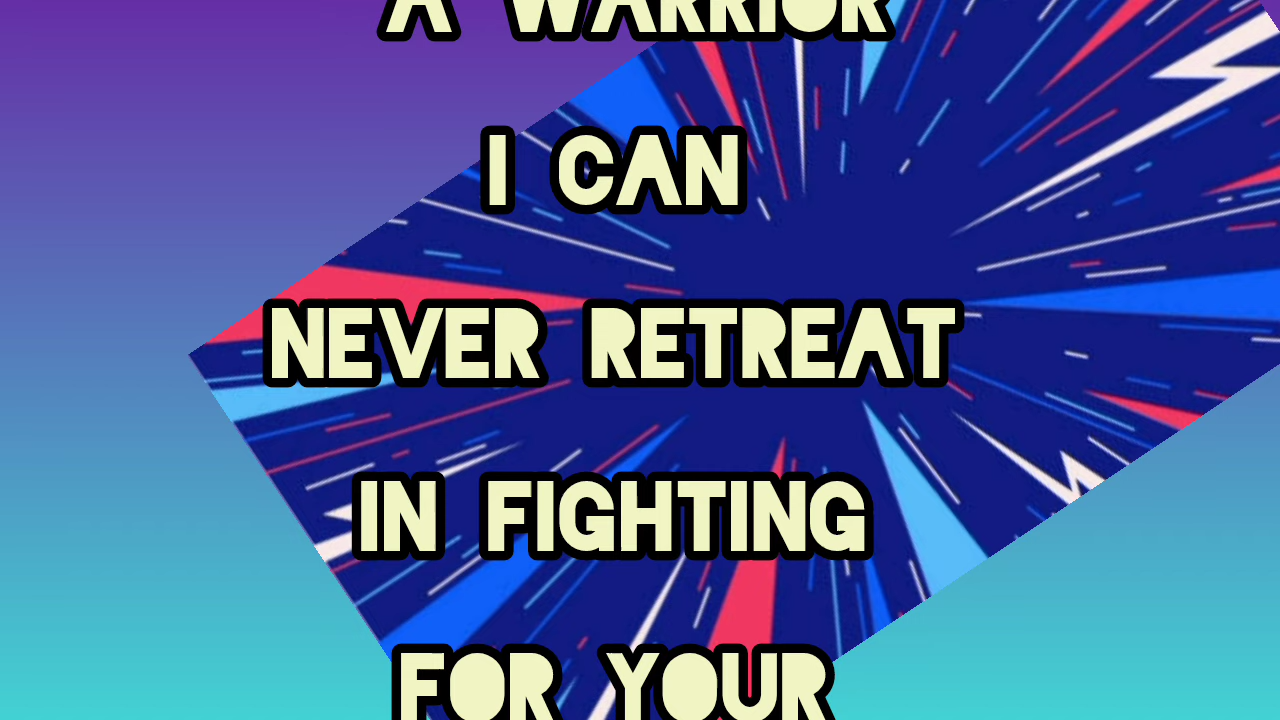 A WARRIOR
I CAN
NEVER RETREAT
IN FIGHTING
FOR YOUR